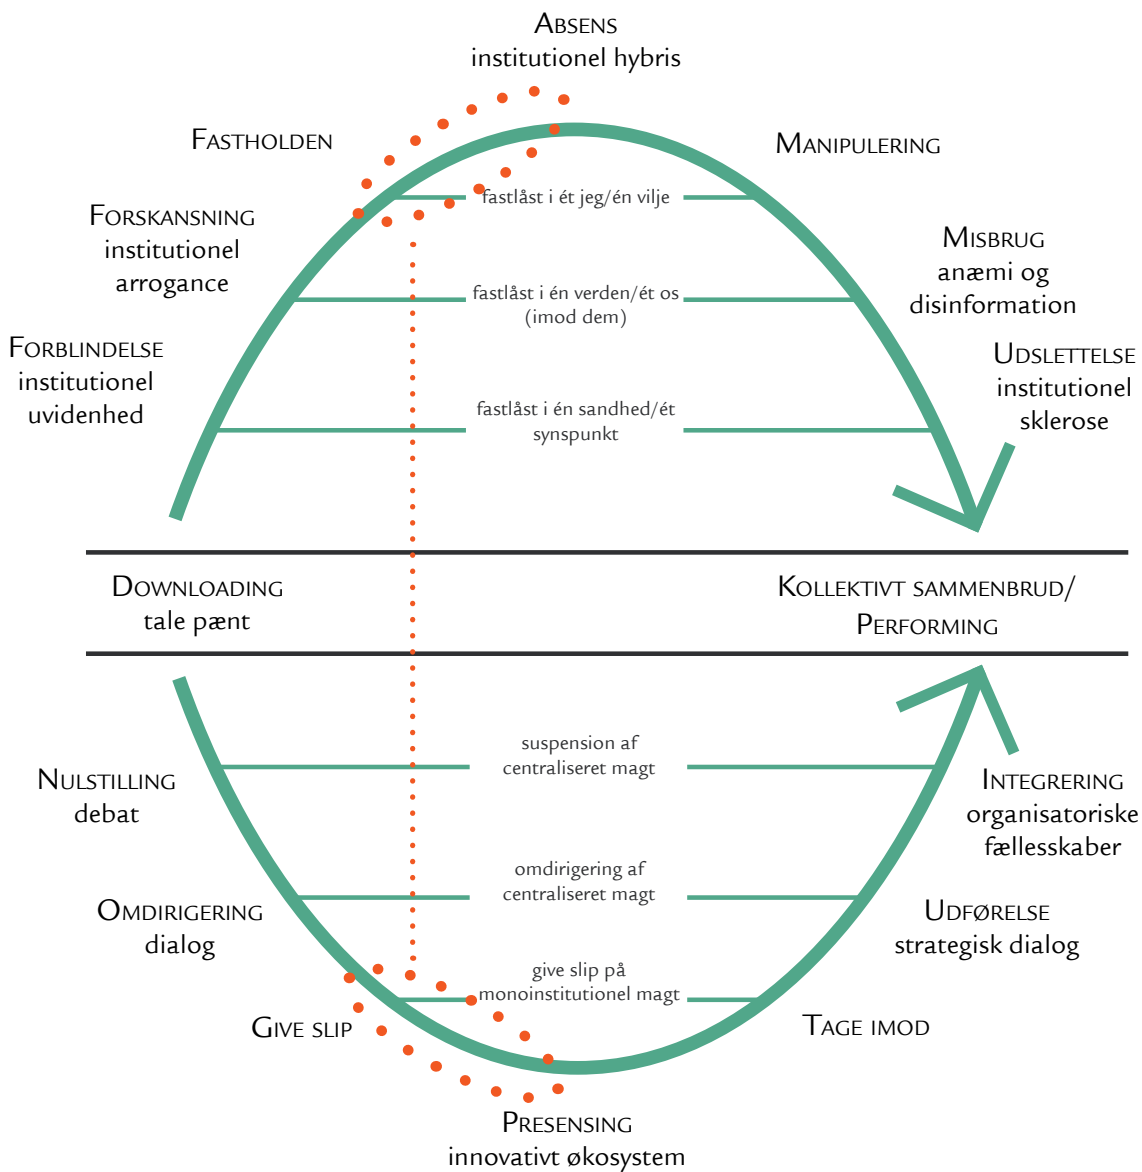 Absens
institutionel hybris
Fastholden
Manipulering
fastlåst i ét jeg/én vilje
Forskansning
institutionel
arrogance
Misbrug
anæmi og
disinformation
fastlåst i én verden/ét os
(imod dem)
Forblindelse
institutionel
uvidenhed
Udslettelse
institutionel
sklerose
fastlåst i én sandhed/ét
synspunkt
Downloading
tale pænt
Kollektivt sammenbrud/
Performing
suspension af
centraliseret magt
Nulstilling
debat
Integrering
organisatoriske
fællesskaber
omdirigering af
centraliseret magt
Omdirigering
dialog
Udførelse
strategisk dialog
give slip på
monoinstitutionel magt
Give slip
Tage imod
Presensing
innovativt økosystem